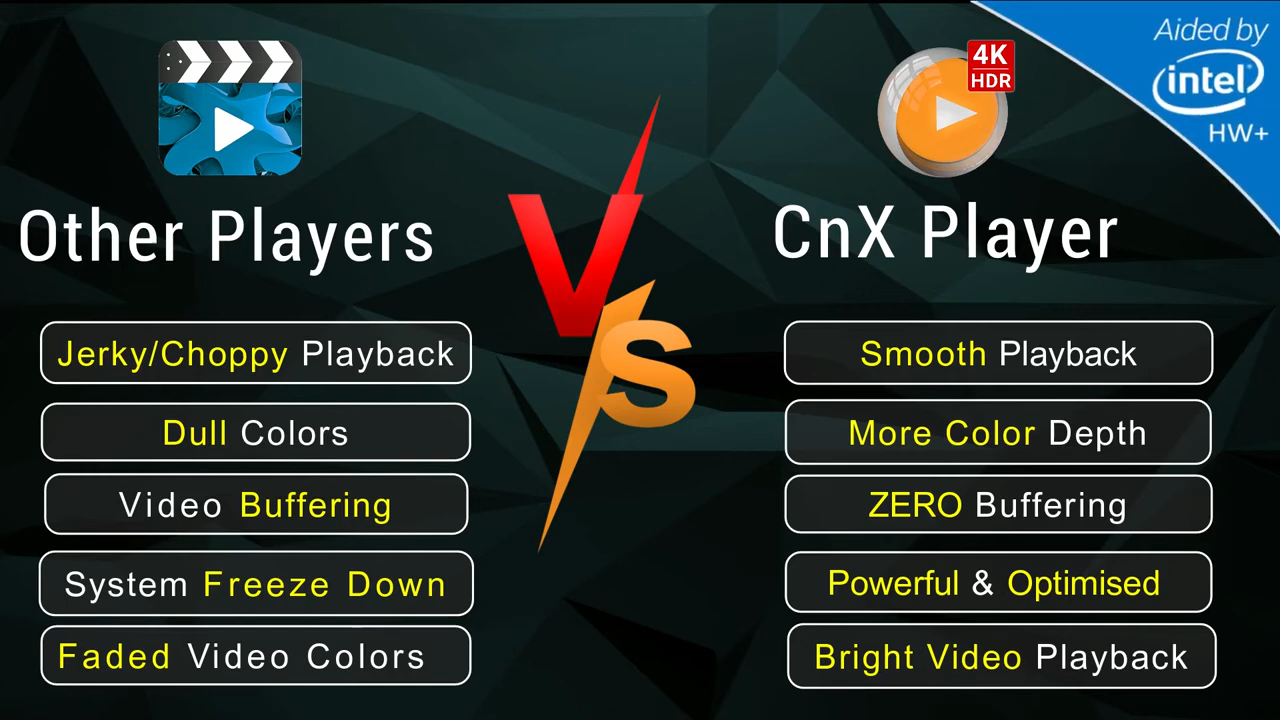 Aided by
intel
HW+
4K
HDR
Other Players
VS
CnX Player
Jerky/Choppy Playback
Dull Colors
Video Buffering
System Freeze Down
Faded Video Colors
Smooth Playback
More Color Depth
ZERO Buffering
Powerful & Optimised
Bright Video Playback